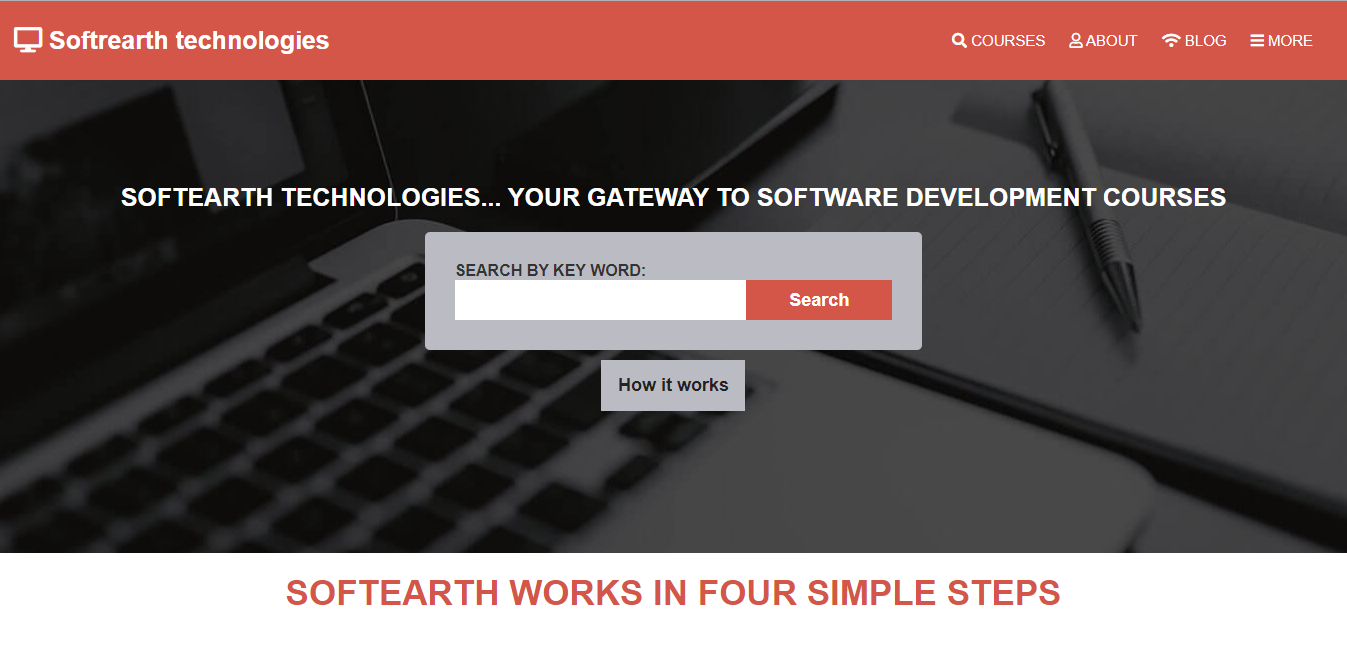 Softrearth technologies
COURSES ABOUT BLOG MORE
SOFTEARTH TECHNOLOGIES... YOUR GATEWAY TO SOFTWARE DEVELOPMENT COURSES
SEARCH BY KEY WORD:
Search
How it works
SOFTEARTH WORKS IN FOUR SIMPLE STEPS